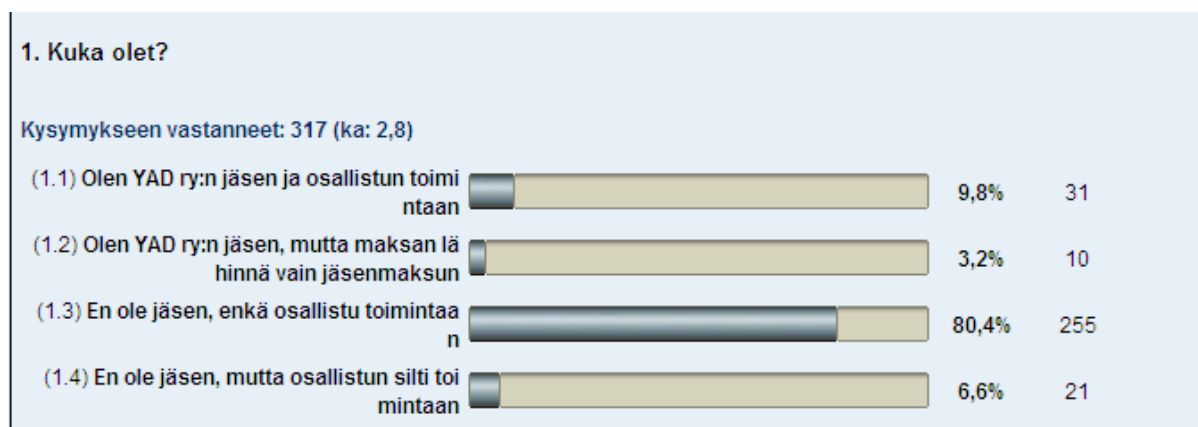 1. Kuka olet?
Kysymykseen vastanneet: 317 (ka: 2,8)
(1.1) Olen YAD ry:n jäsen ja osallistun toimi
ntaan
9,8% 31
(1.2) Olen YAD ry:n jäsen, mutta maksan lä
hinnä vain jäsenmaksun
3,2% 10
(1.3) En ole jäsen, enkä osallistu toimintaa
n
80,4% 255
(1.4) En ole jäsen, mutta osallistun silti toi
mintaan
6,6% 21